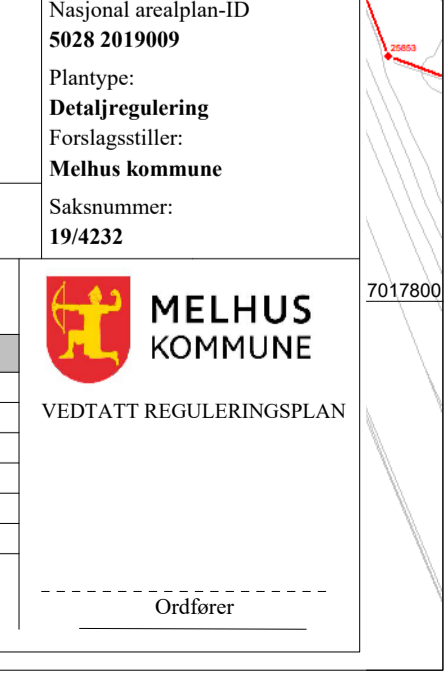 Nasjonal arealplan-ID
5028 2019009
Plantype:
Detaljregulering
Forslagsstiller:
Melhus kommune
Saksnummer:
19/4232
25853
7017800
MELHUS
KOMMUNE
VEDTATT REGULERINGSPLAN
Ordfører